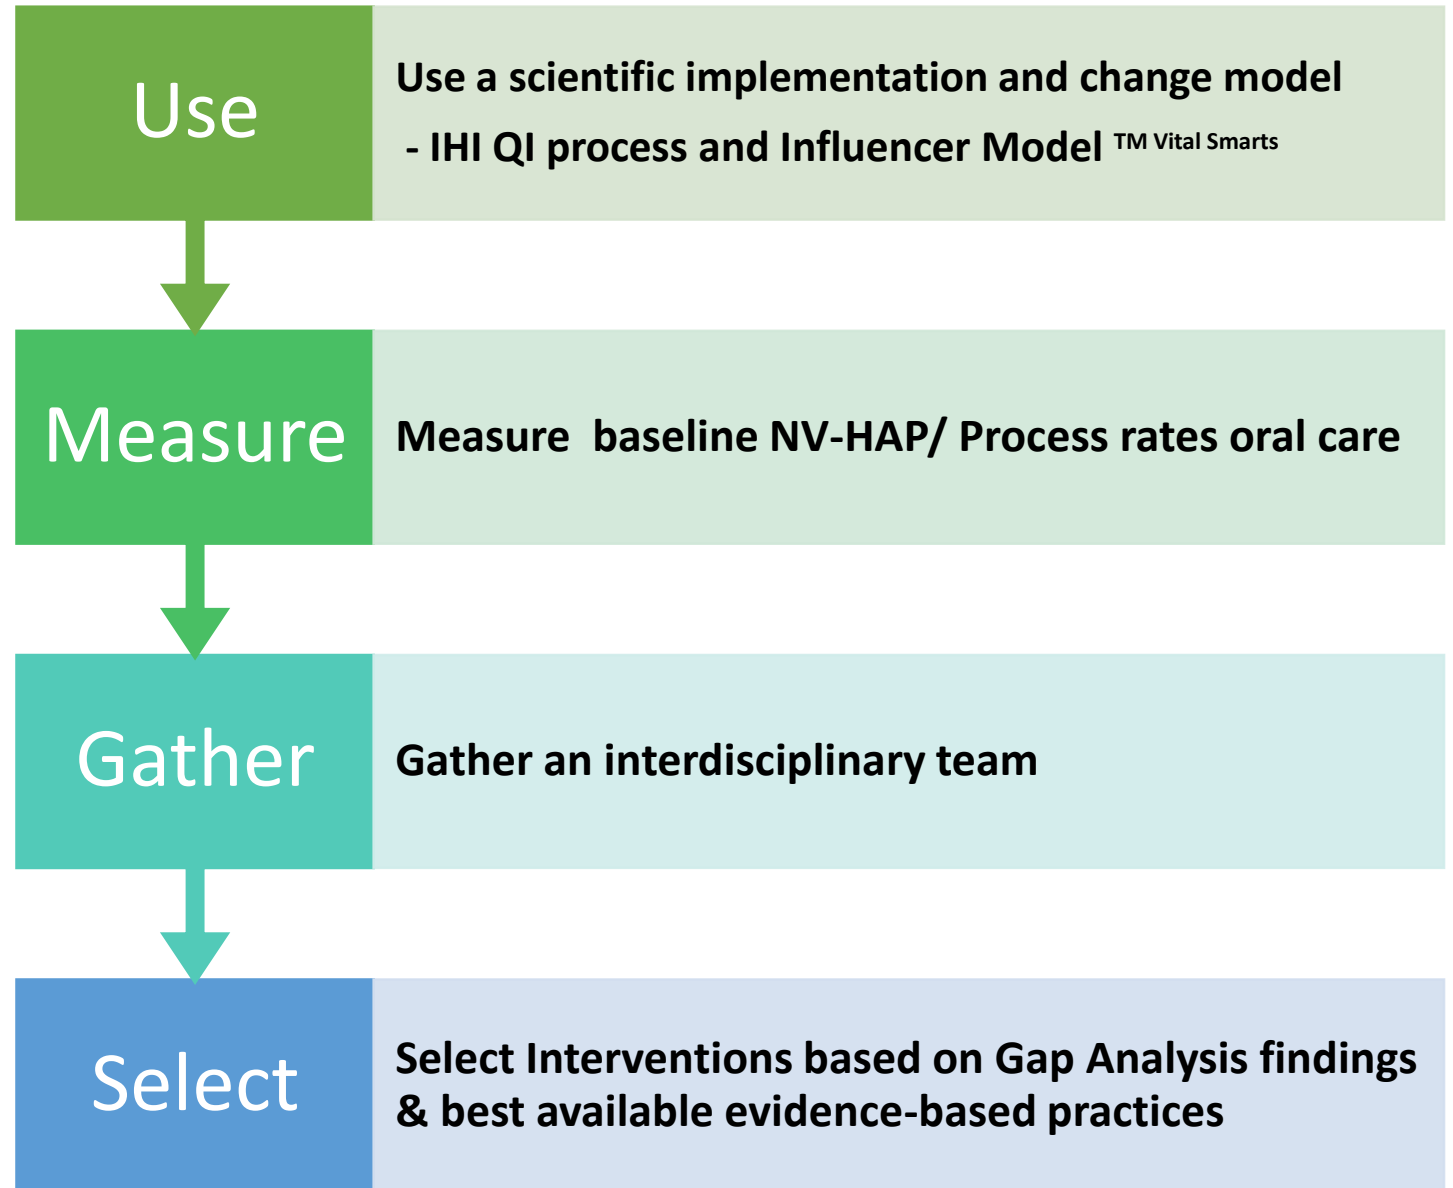 Use
Use a scientific implementation and change model
- IHI QI process and Influencer Model ™ Vital Smarts
Measure
Measure  baseline NV-HAP/ Process rates oral care
Gather
Gather an interdisciplinary team
Select
Select Interventions based on Gap Analysis findings
& best available evidence-based practices